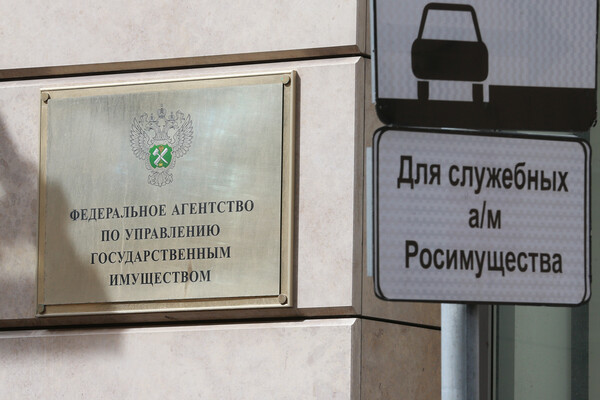 ФЕДЕРАЛЬНОЕ АГЕНТСТВО
ПО УПРАВЛЕНИЮ
ГОСУДАРСТВЕННЫМ
ИМУЩЕСТВОМ
Для служебных
а/м
Росимущества